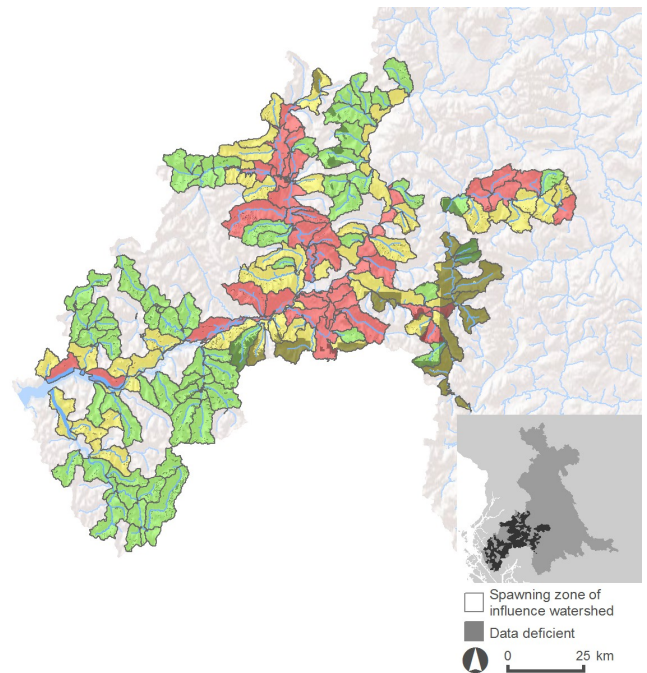 Spawning zone of
influence watershed
Data deficient
0 25 km